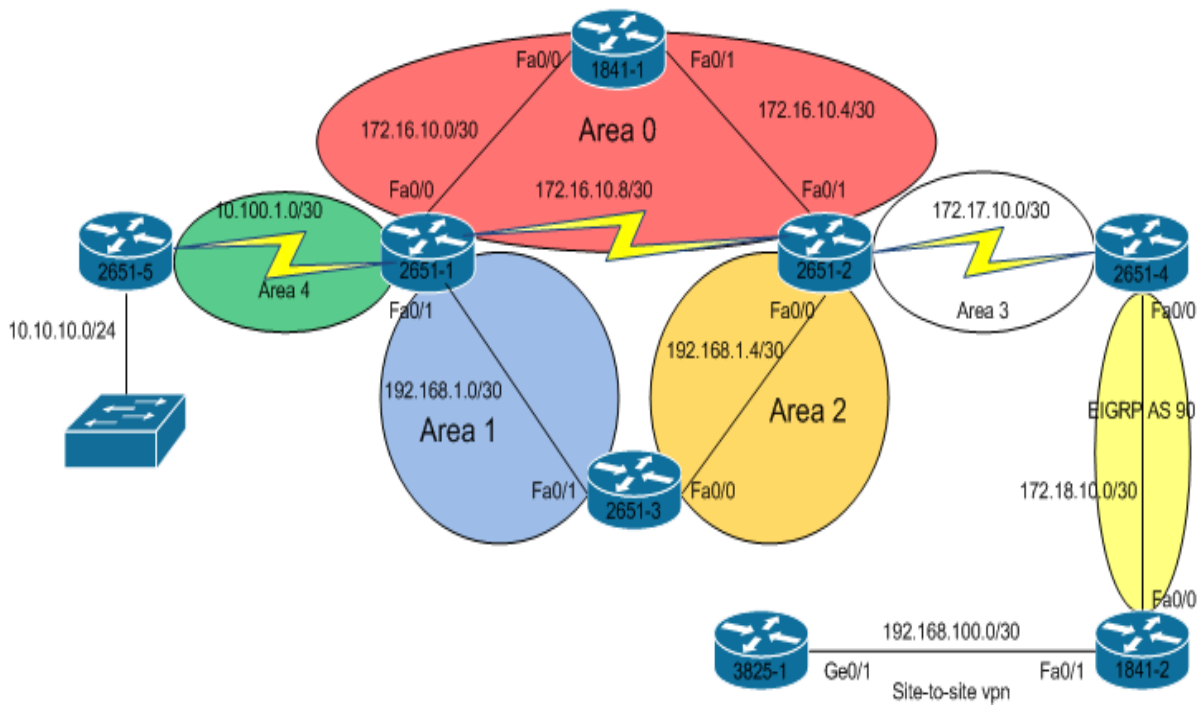 Fa0/0
1841-1
Fa0/1
172.16.10.0/30
172.16.10.4/30
Area 0
Fa0/0
172.16.10.8/30
Fa0/1
10.100.1.0/30
172.17.10.0/30
2651-5
2651-1
2651-2
2651-4
Area 4
Fa0/1
Fa0/0
Area 3
Fa0/0
10.10.10.0/24
192.168.1.4/30
192.168.1.0/30
Area 1
Area 2
EIGRP AS 90
Fa0/1
2651-3
Fa0/0
172.18.10.0/30
Fa0/0
192.168.100.0/30
3825-1
Ge0/1
Fa0/1
1841-2
Site-to-site vpn